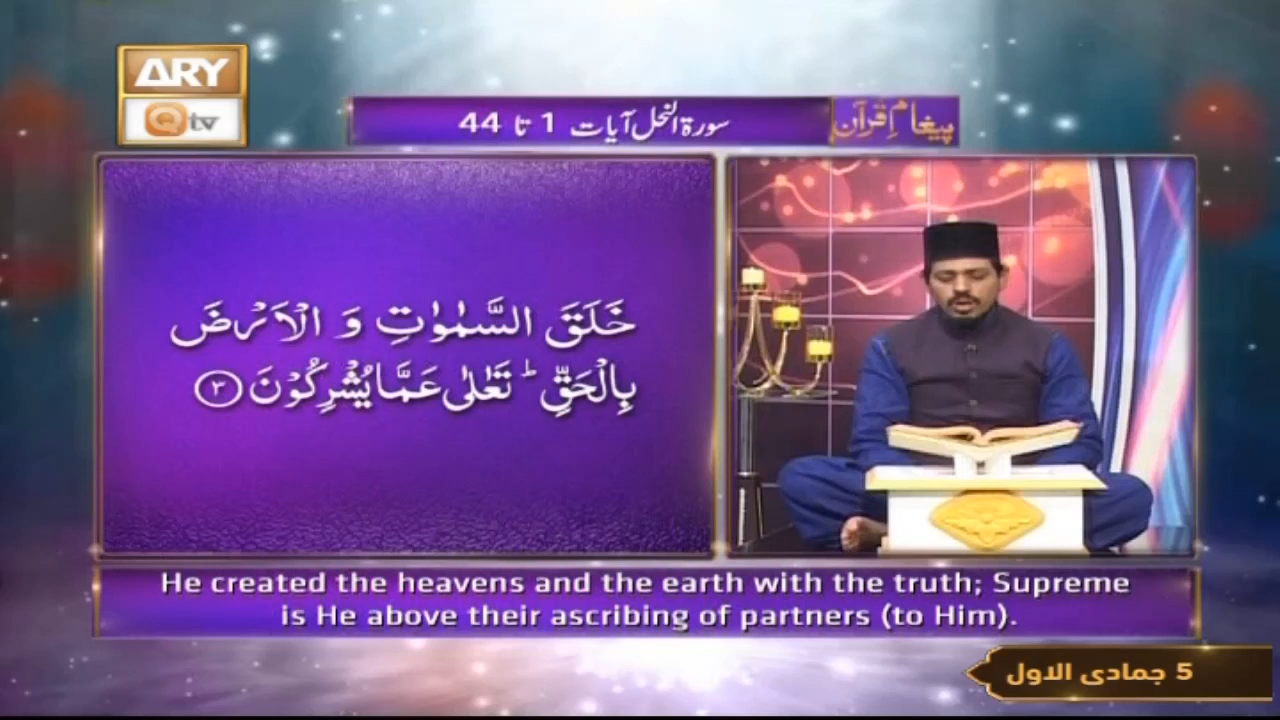 ARY
Qtv
سورۃ النحل آیات 1 تا 44
پیغامِ قرآن
خَلَقَ السَّمٰوٰتِ وَ الْاَرْضَ
بِالْحَقِّ ؕ تَعٰلٰی عَمَّا یُشْرِكُوْنَ ﴿۳﴾
He created the heavens and the earth with the truth; Supreme
is He above their ascribing of partners (to Him).
5 جمادی الاول